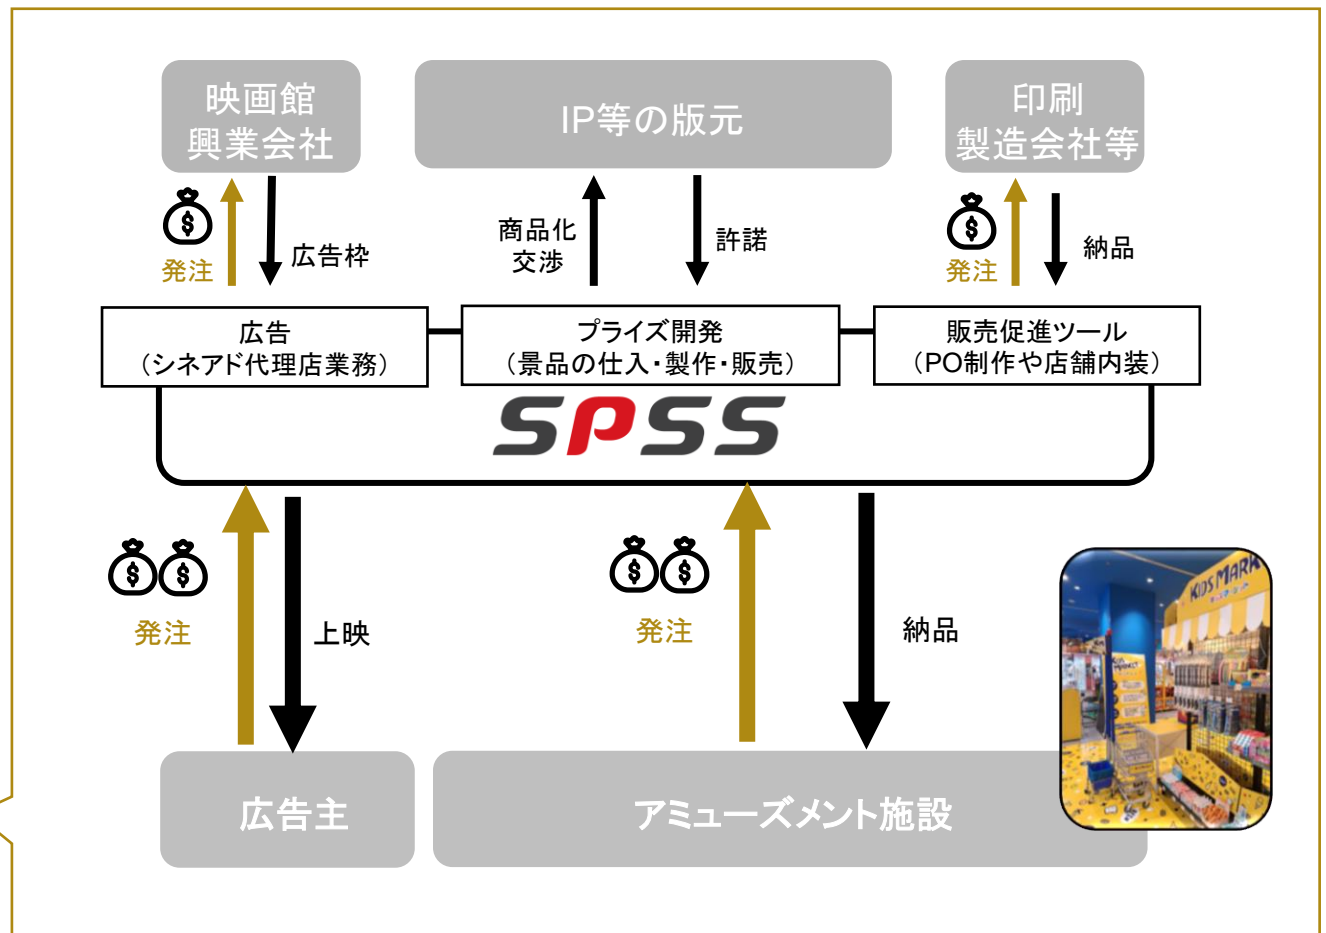 映画館
興業会社
IP等の版元
印刷
製造会社等
発注
広告枠
商品化
交渉
許諾
発注
納品
広告
（シネアド代理店業務）
プライズ開発
（景品の仕入・製作・販売）
販売促進ツール
（PO制作や店舗内装）
SPSS
発注
上映
発注
納品
KIDS MARK
広告主
アミューズメント施設